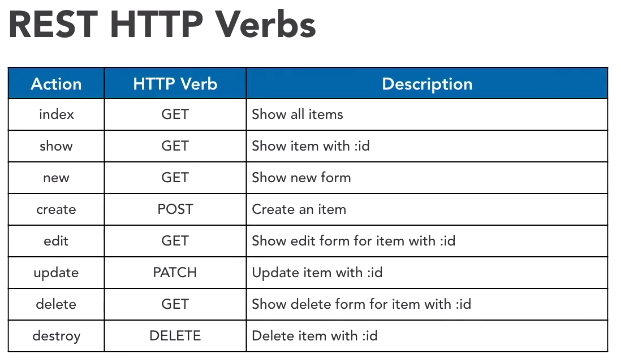 REST HTTP Verbs
Action HTTP Verb Description
index GET Show all items
show GET Show item with :id
new GET Show new form
create POST Create an item
edit GET Show edit form for item with :id
update PATCH Update item with :id
delete GET Show delete form for item with :id
destroy DELETE Delete item with :id